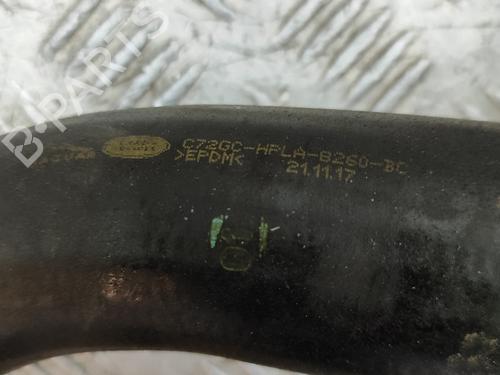 B-PARTS
C72GC-HPLA-8260-BC
>EPDM<
21.11.17